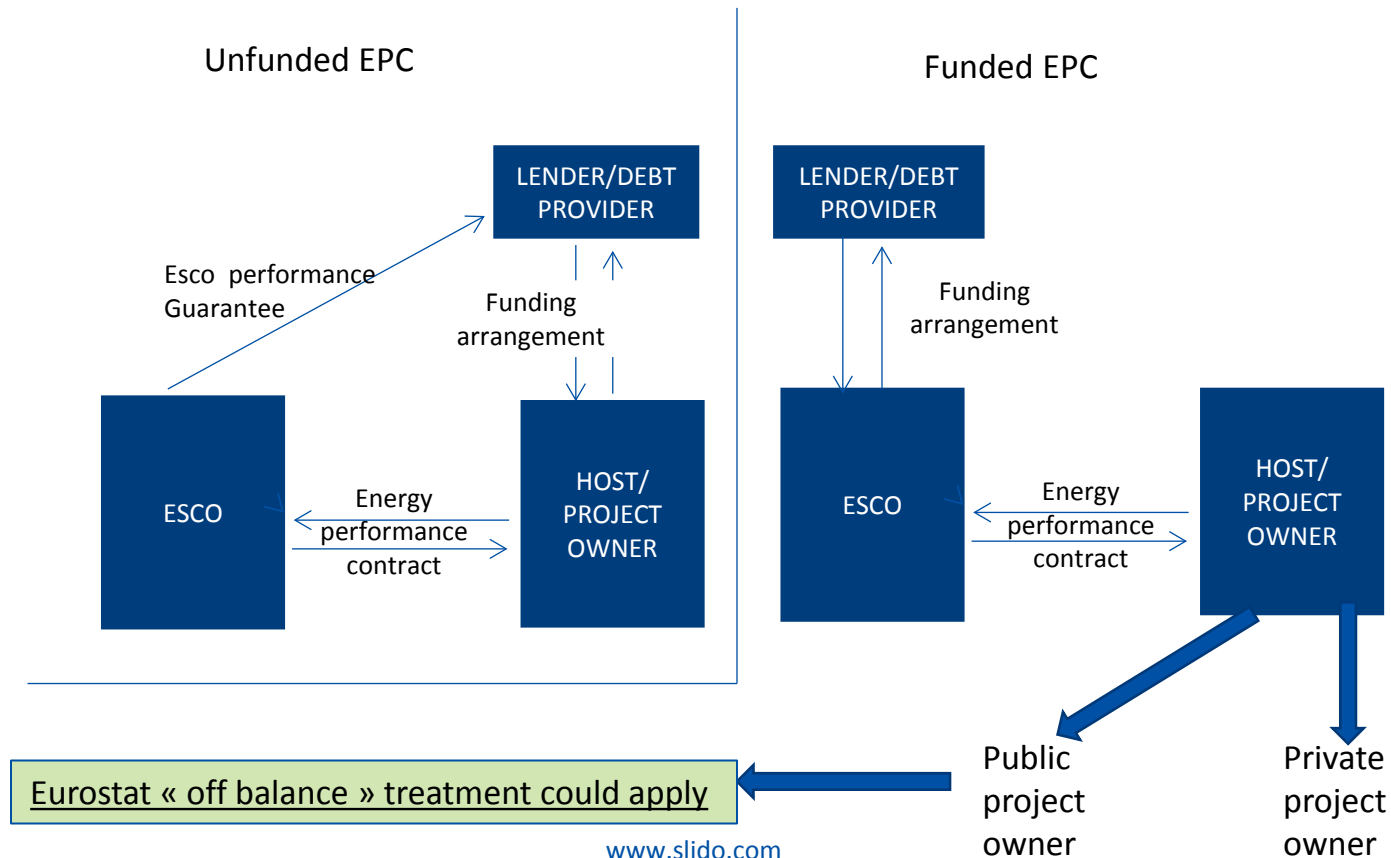 Unfunded EPC
LENDER/DEBT
PROVIDER
Esco performance
Guarantee
Funding
arrangement
ESCO
Energy
performance
contract
HOST/
PROJECT
OWNER
Funded EPC
LENDER/DEBT
PROVIDER
Funding
arrangement
ESCO
Energy
performance
contract
HOST/
PROJECT
OWNER
Public
project
owner
Private
project
owner
Eurostat « off balance » treatment could apply
www.slido.com